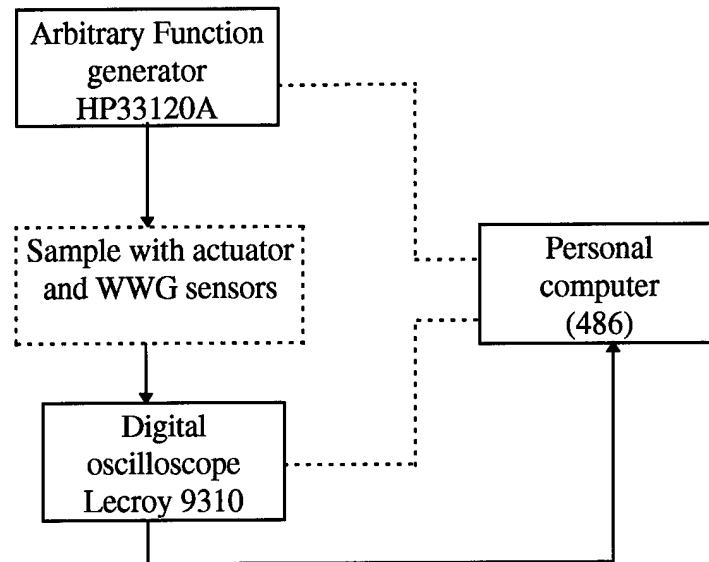 Arbitrary Function
generator
HP33120A
Sample with actuator
and WWG sensors
Personal
computer
(486)
Digital
oscilloscope
Lecroy 9310